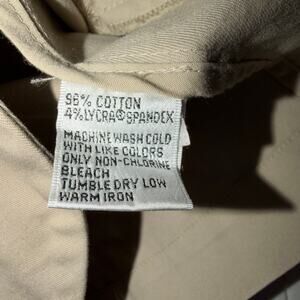 96% COTTON
4% LYCRA® SPANDEX
MACHINE WASH COLD
WITH LIKE COLORS
ONLY NON-CHLORINE
BLEACH
TUMBLE DRY LOW
WARM IRON